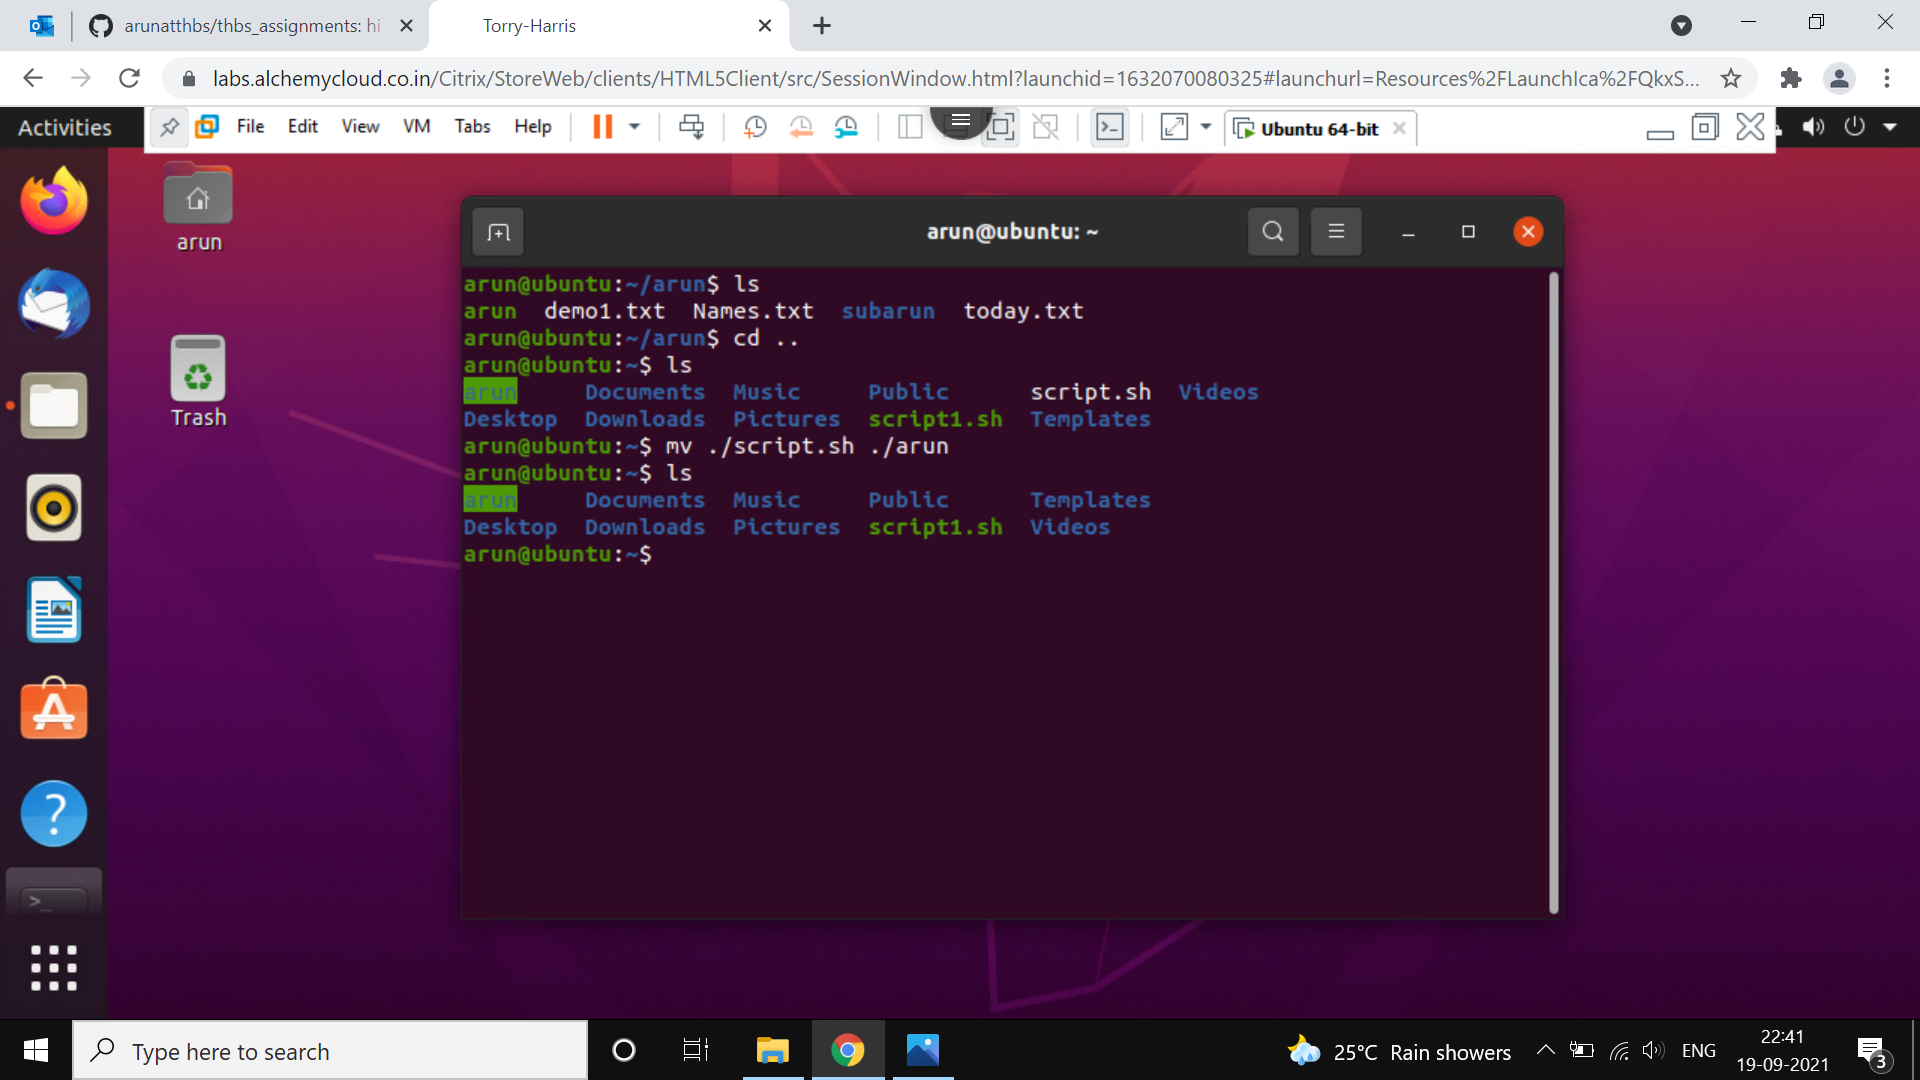 arunatthbs/thbs_assignments: hi
Torry-Harris
labs.alchemycloud.co.in/Citrix/StoreWeb/clients/HTML5Client/src/SessionWindow.html?launchid=1632070080325#launchurl=Resources%2FLaunchIca%2FQkxS...
Activities
File Edit View VM Tabs Help
Ubuntu 64-bit
arun
Trash
arun@ubuntu: ~
arun@ubuntu:~/arun$ ls
arun demo1.txt Names.txt subarun today.txt
arun@ubuntu:~/arun$ cd ..
arun@ubuntu:~$ ls
arun Documents Music Public script.sh Videos
Desktop Downloads Pictures script1.sh Templates
arun@ubuntu:~$ mv ./script.sh ./arun
arun@ubuntu:~$ ls
arun Documents Music Public Templates
Desktop Downloads Pictures script1.sh Videos
arun@ubuntu:~$
Type here to search
25°C Rain showers
ENG
22:41
19-09-2021
3